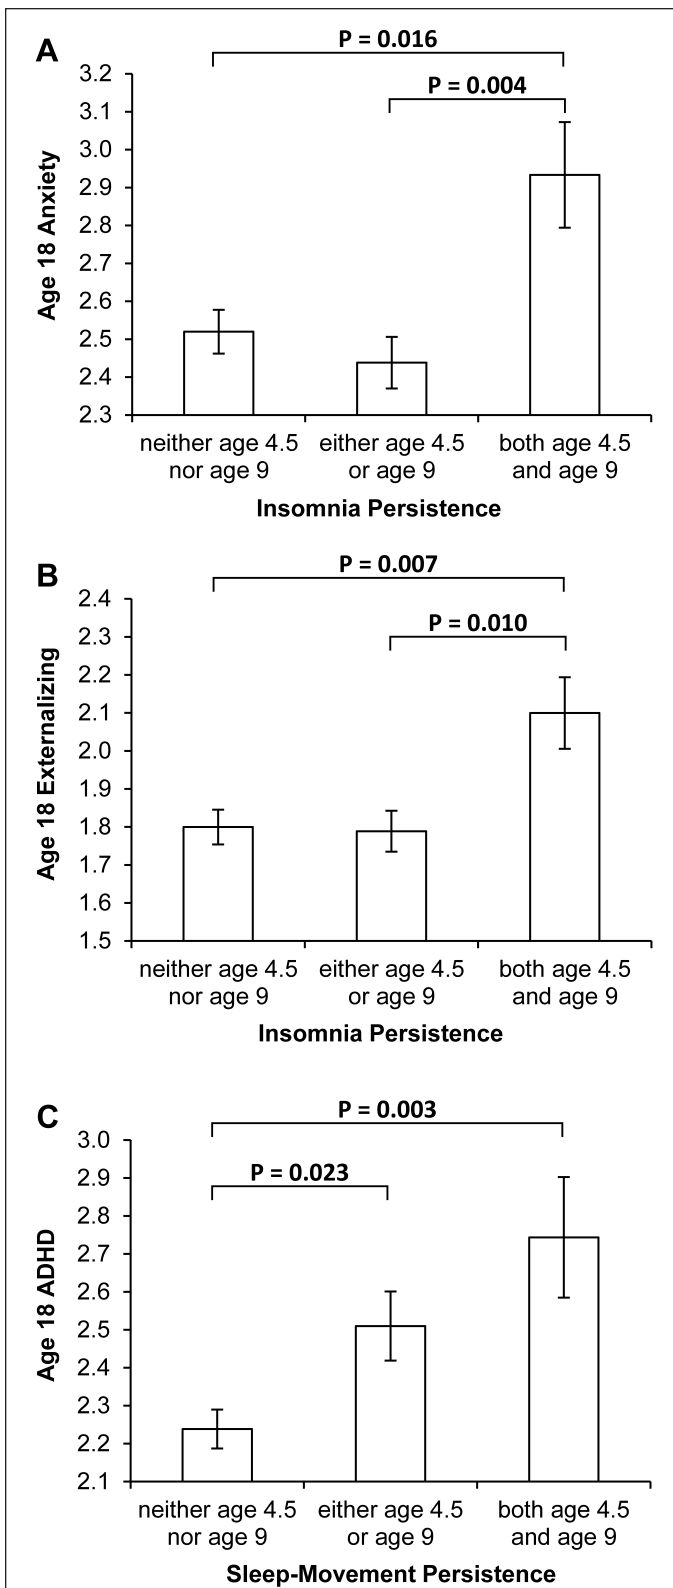 A
P = 0.016
P = 0.004
3.2
3.1
3.0
2.9
2.8
2.7
2.6
2.5
2.4
2.3
Age 18 Anxiety
neither age 4.5
nor age 9
either age 4.5
or age 9
both age 4.5
and age 9
Insomnia Persistence
B
P = 0.007
P = 0.010
2.4
2.3
2.2
2.1
2.0
1.9
1.8
1.7
1.6
1.5
Age 18 Externalizing
neither age 4.5
nor age 9
either age 4.5
or age 9
both age 4.5
and age 9
Insomnia Persistence
C
P = 0.003
P = 0.023
3.0
2.9
2.8
2.7
2.6
2.5
2.4
2.3
2.2
2.1
Age 18 ADHD
neither age 4.5
nor age 9
either age 4.5
or age 9
both age 4.5
and age 9
Sleep-Movement Persistence